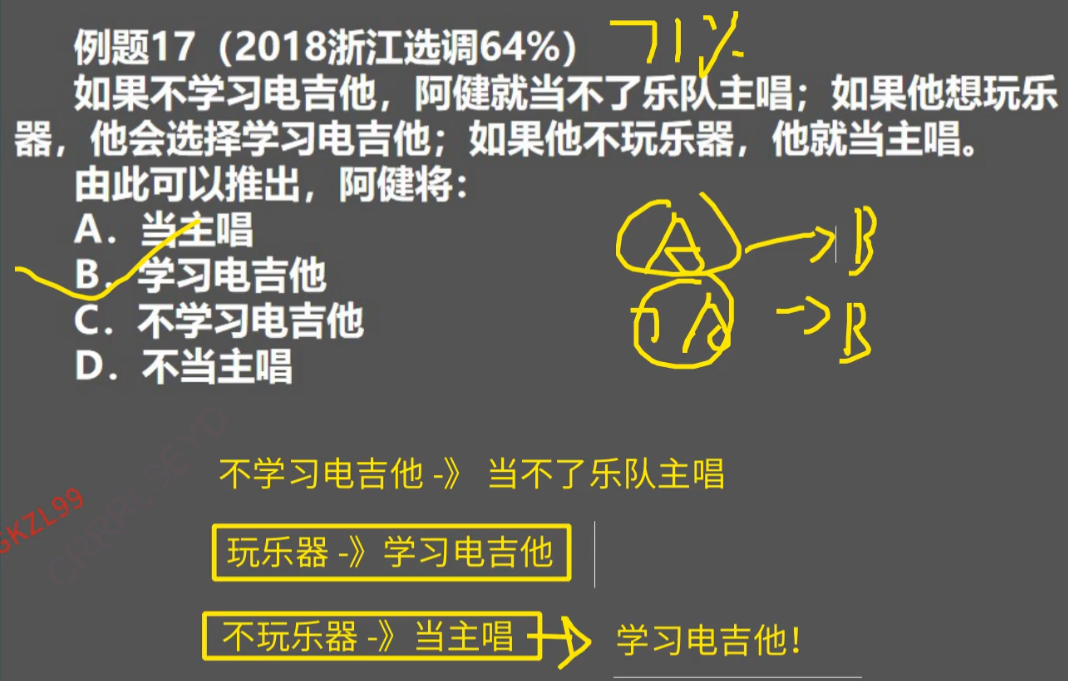 例题17（2018浙江选调64%） 71%
如果不学习电吉他，阿健就当不了乐队主唱；如果他想玩乐
器，他会选择学习电吉他；如果他不玩乐器，他就当主唱。
由此可以推出，阿健将：
A．当主唱
B．学习电吉他
C．不学习电吉他
D．不当主唱
A → B
→ B
不学习电吉他 -》 当不了乐队主唱
GKZL99
玩乐器 -》学习电吉他
不玩乐器 -》当主唱 → 学习电吉他！